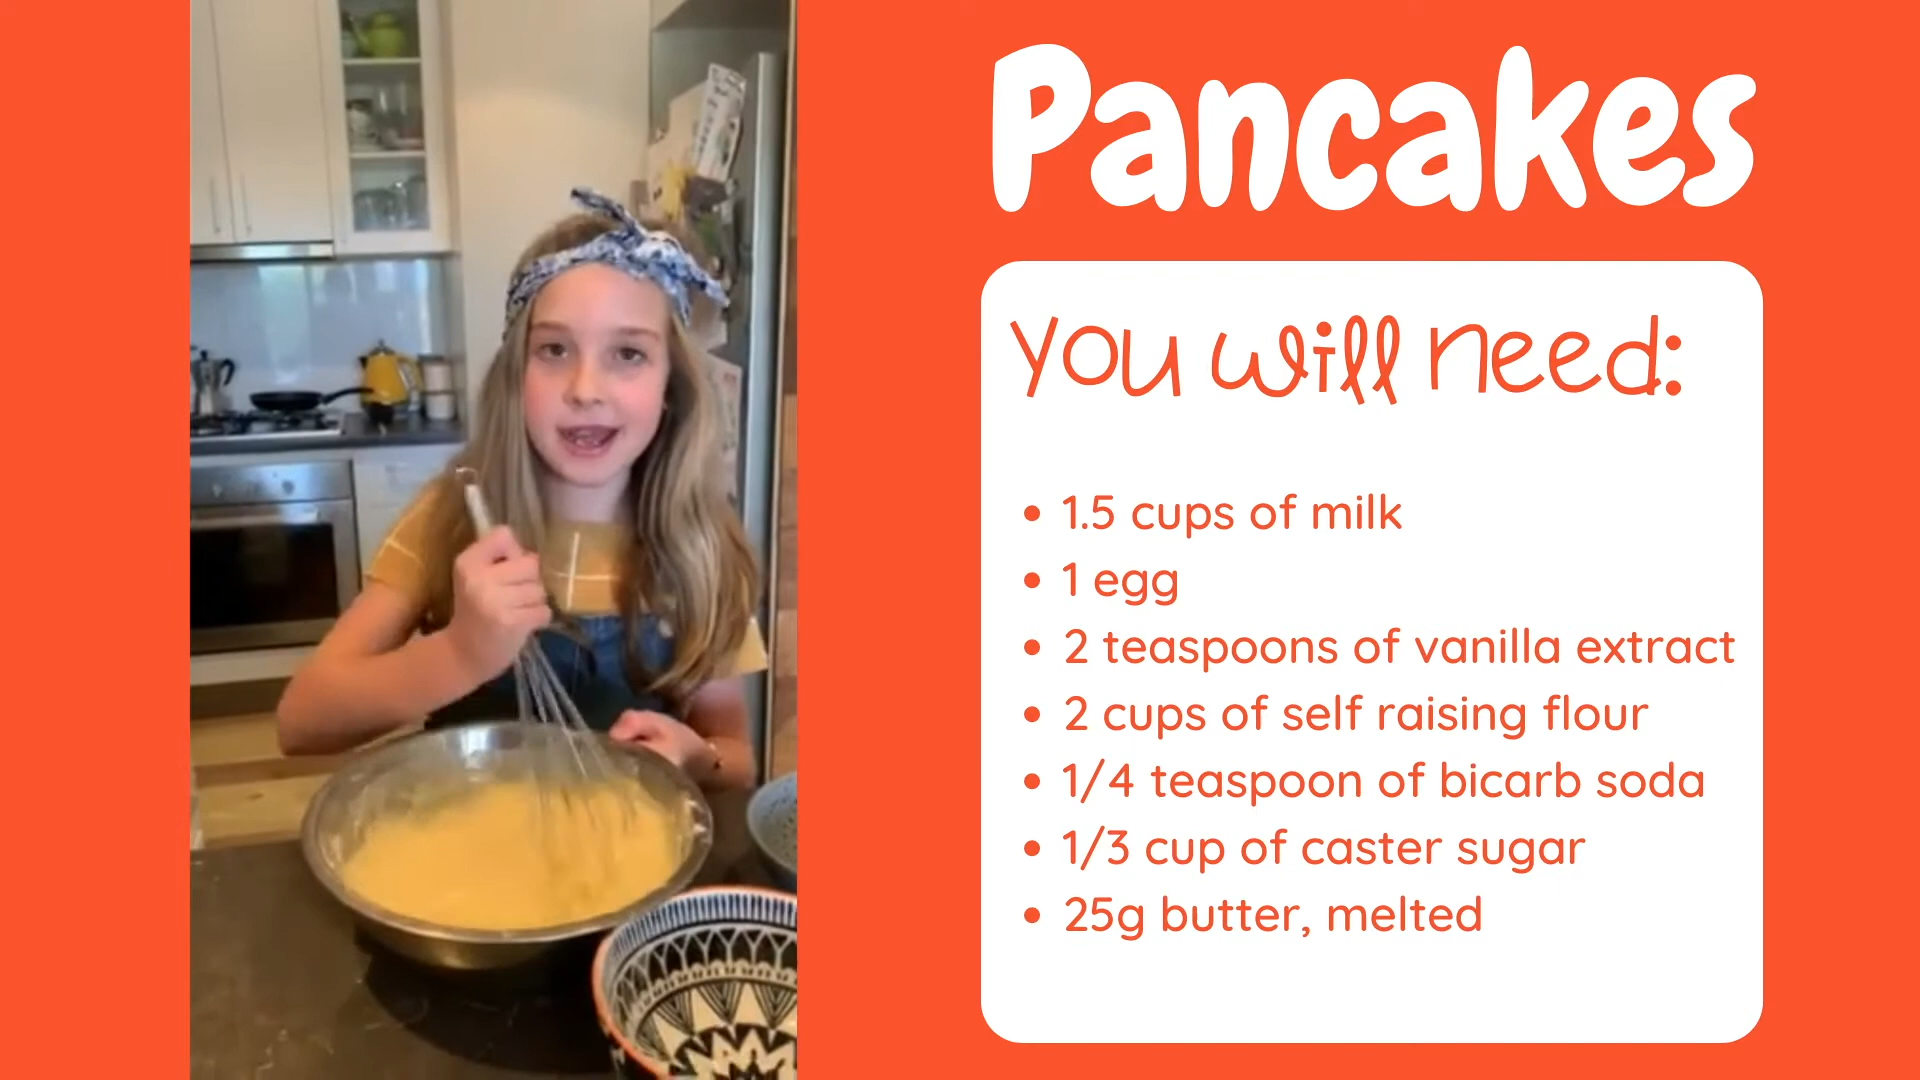 Pancakes
You will need:
• 1.5 cups of milk
• 1 egg
• 2 teaspoons of vanilla extract
• 2 cups of self raising flour
• 1/4 teaspoon of bicarb soda
• 1/3 cup of caster sugar
• 25g butter, melted